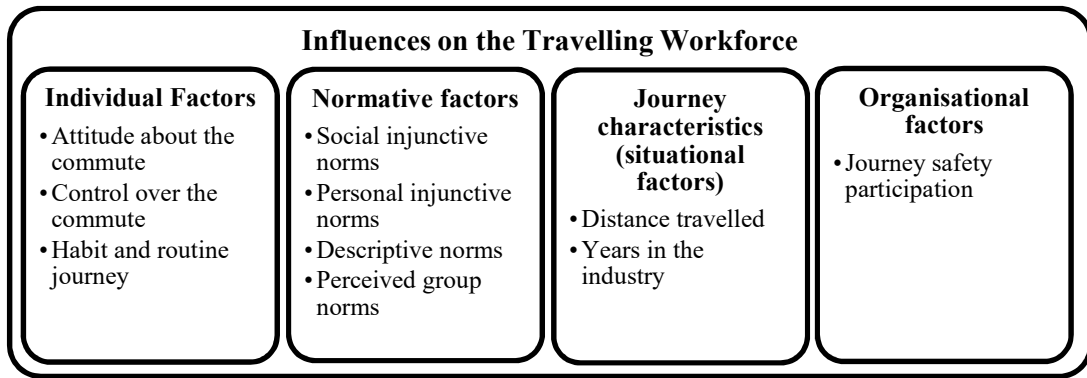 Influences on the Travelling Workforce
Individual Factors
• Attitude about the
commute
• Control over the
commute
• Habit and routine
journey
Normative factors
• Social injunctive
norms
• Personal injunctive
norms
• Descriptive norms
• Perceived group
norms
Journey
characteristics
(situational
factors)
• Distance travelled
• Years in the
industry
Organisational
factors
• Journey safety
participation